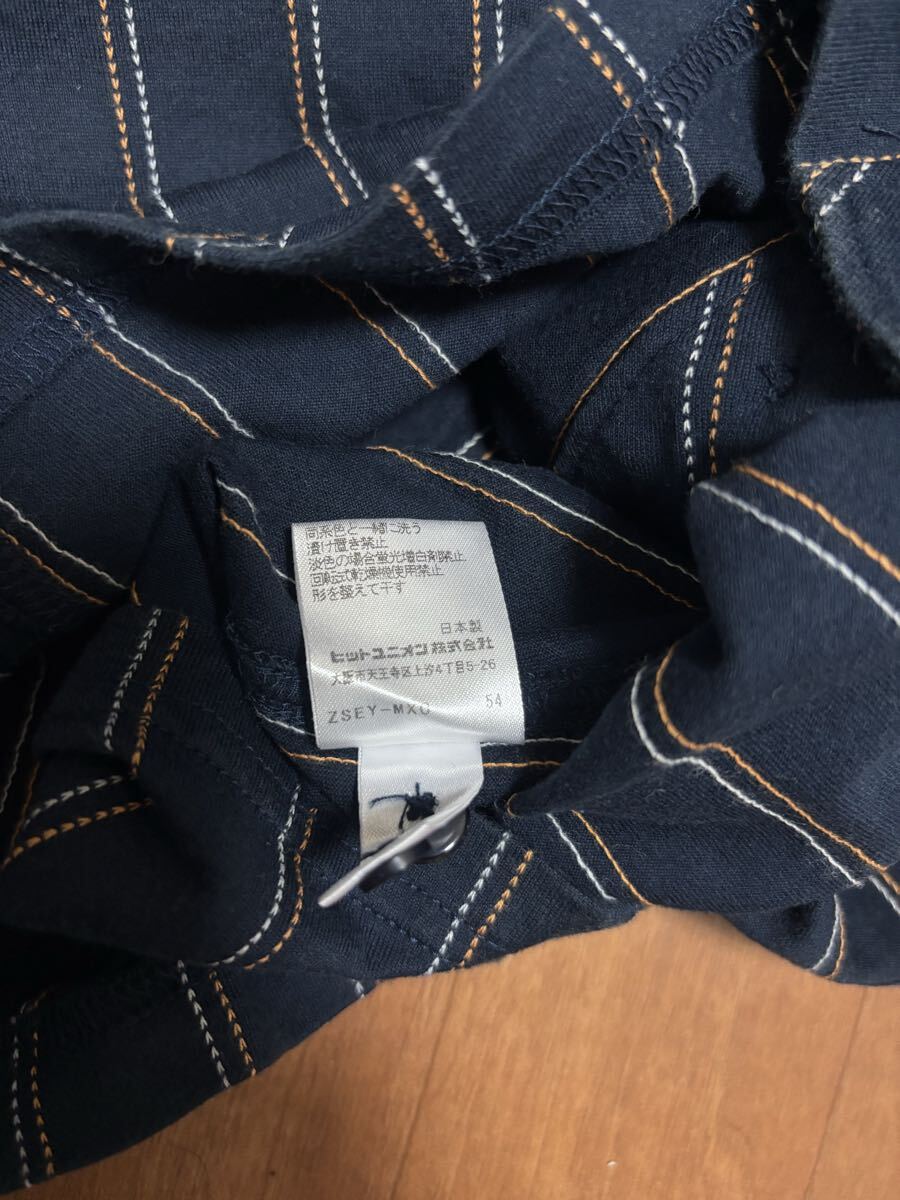 同系色と一緒に洗う
漬け置き禁止
淡色の場合蛍光増白剤禁止
回転式乾燥機使用禁止
形を整えて干す
日本製
ヒットユニオン株式会社
大阪市天王寺区上汐4丁目5-26
ZSEY-MXC 54